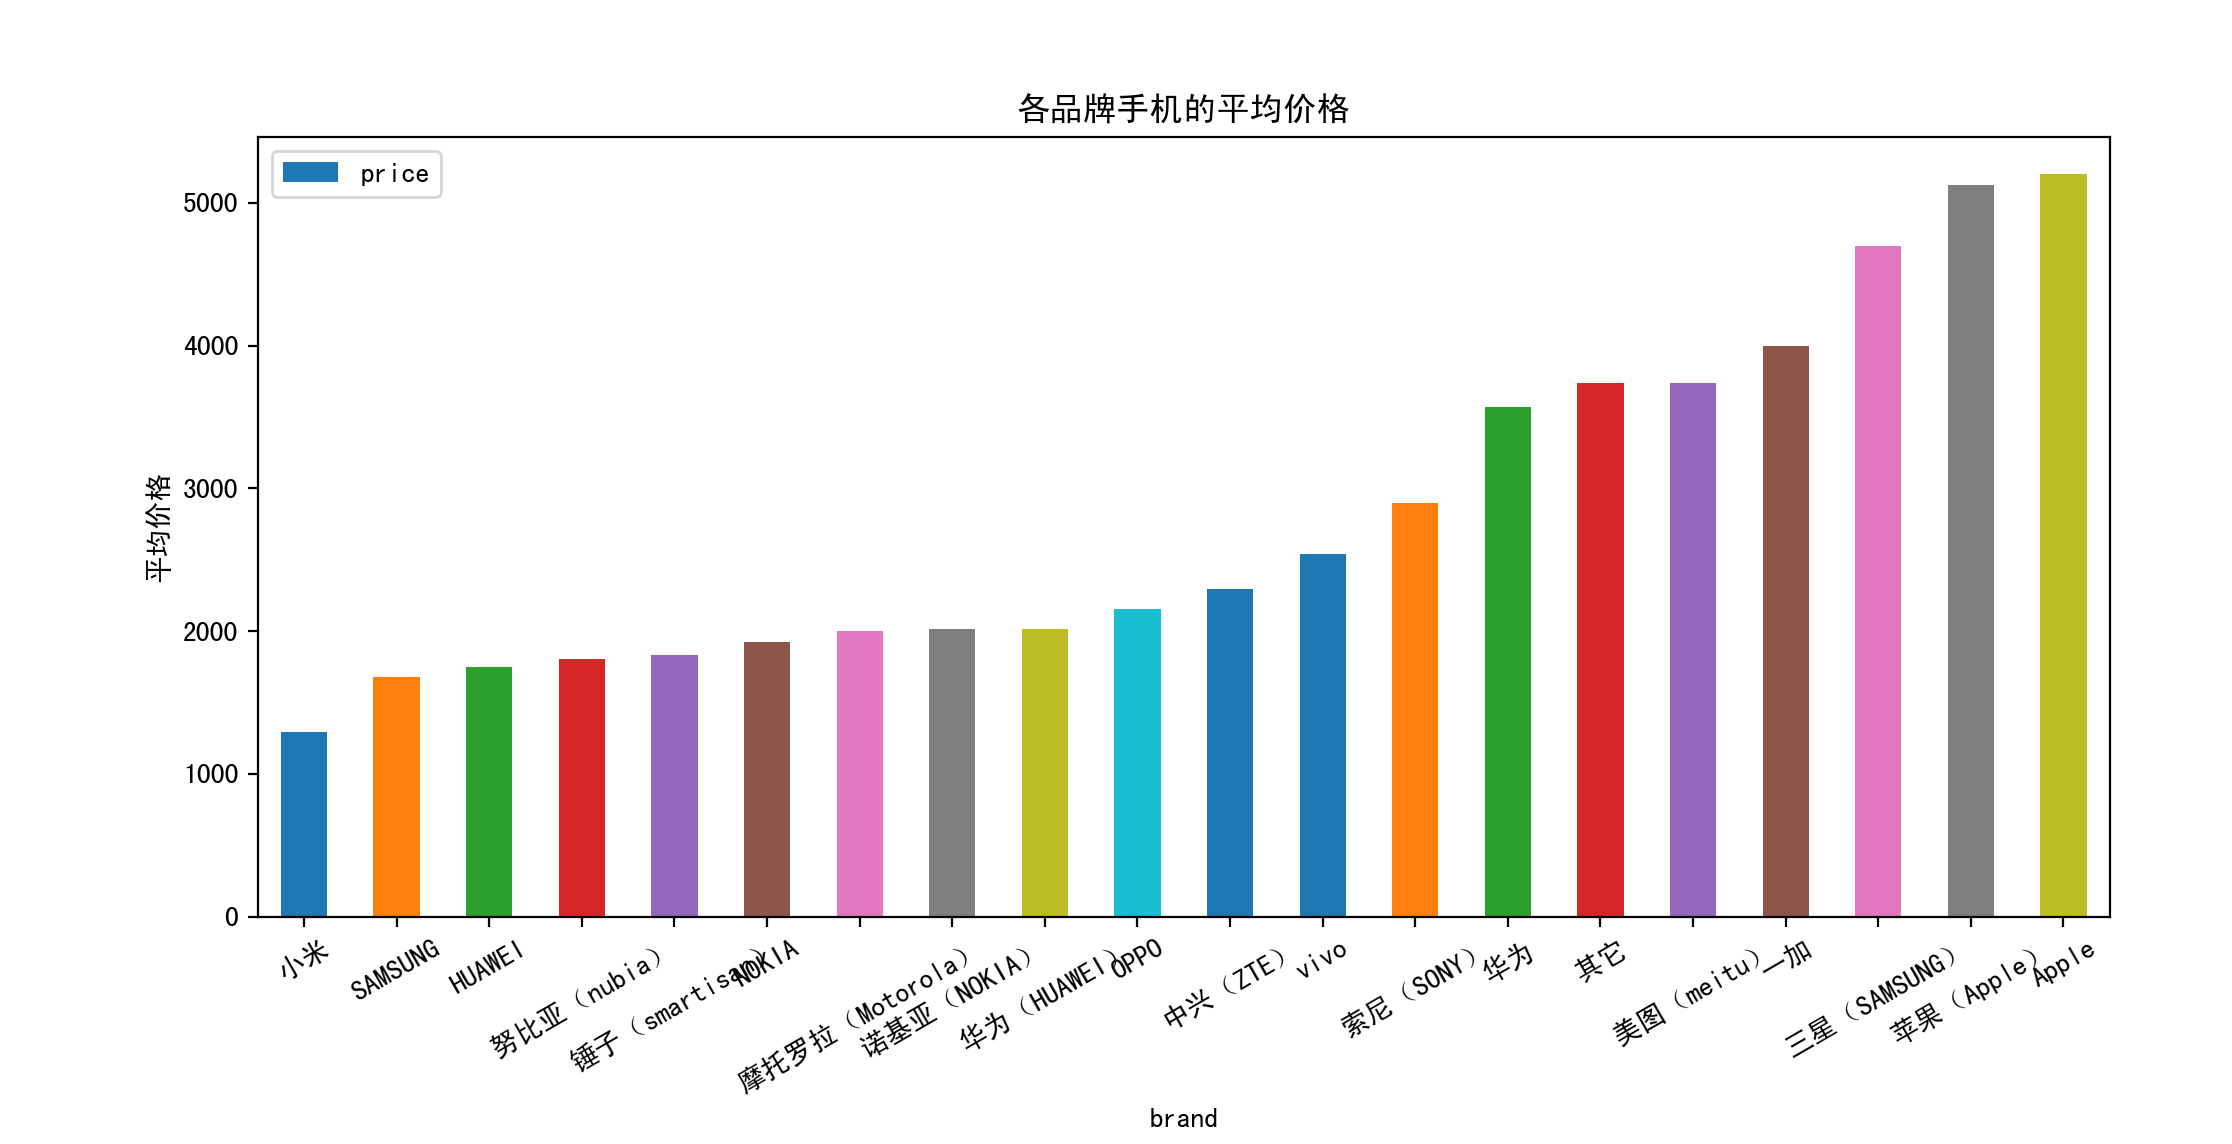 各品牌手机的平均价格
price
5000
4000
3000
2000
1000
0
平均价格
小米
SAMSUNG
HUAWEI
努比亚（nubia）
锤子（smartisan）
NOKIA
摩托罗拉（Motorola）
诺基亚（NOKIA）
华为（HUAWEI）
OPPO
中兴（ZTE）
vivo
索尼（SONY）
华为
其它
美图（meitu）
一加
三星（SAMSUNG）
苹果（Apple）
Apple
brand